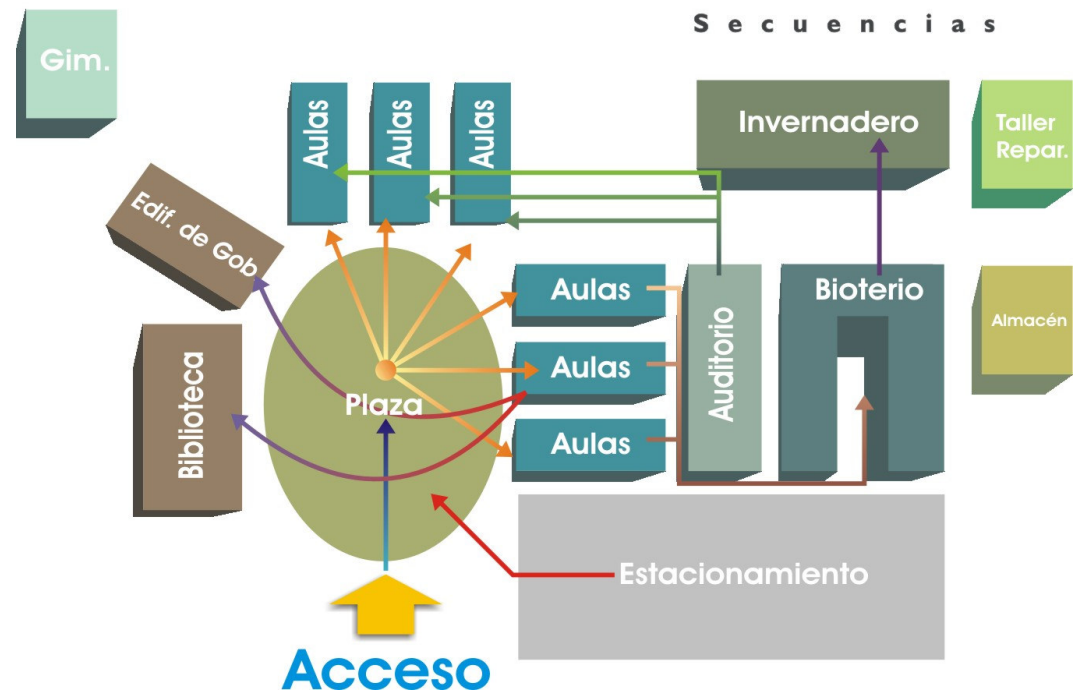 Secuencias
Gim.
Aulas
Aulas
Aulas
Invernadero
Taller
Repar.
Edif. de Gob
Aulas
Auditorio
Bioterio
Almacén
Biblioteca
Aulas
Plaza
Aulas
Estacionamiento
Acceso